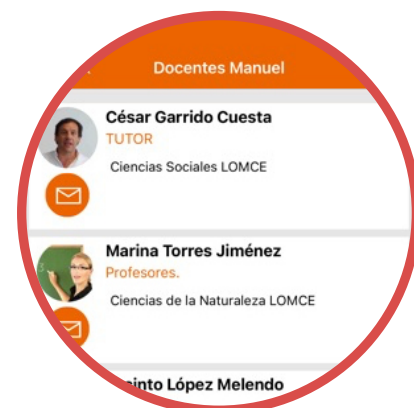 Docentes Manuel
César Garrido Cuesta
TUTOR
Ciencias Sociales LOMCE
Marina Torres Jiménez
Profesores.
Ciencias de la Naturaleza LOMCE
López Melendo